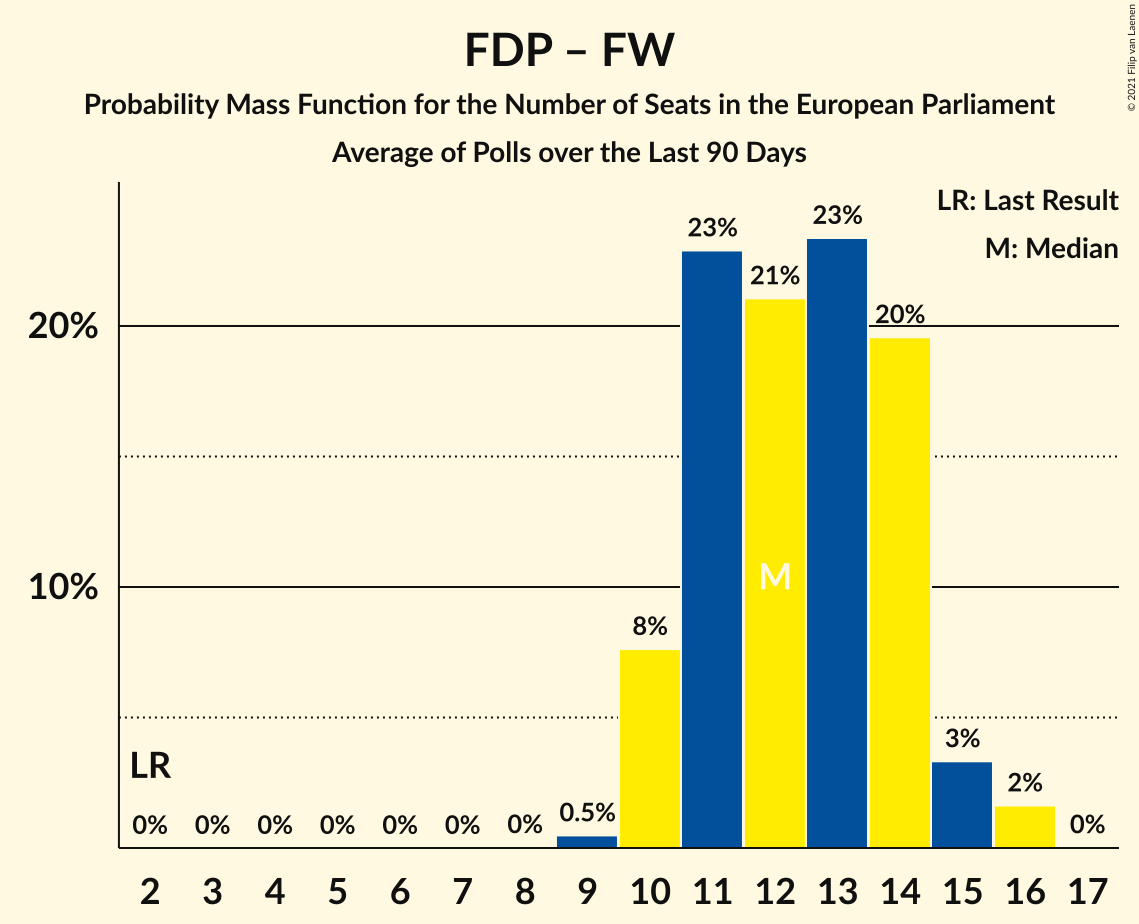 FDP – FW
Probability Mass Function for the Number of Seats in the European Parliament
Average of Polls over the Last 90 Days
© 2021 Filip van Laenen
LR: Last Result
M: Median
23%
23%
21%
20%
20%
10%
M
8%
LR
3%
2%
0% 0% 0% 0% 0% 0% 0% 0.5% 0%
2 3 4 5 6 7 8 9 10 11 12 13 14 15 16 17